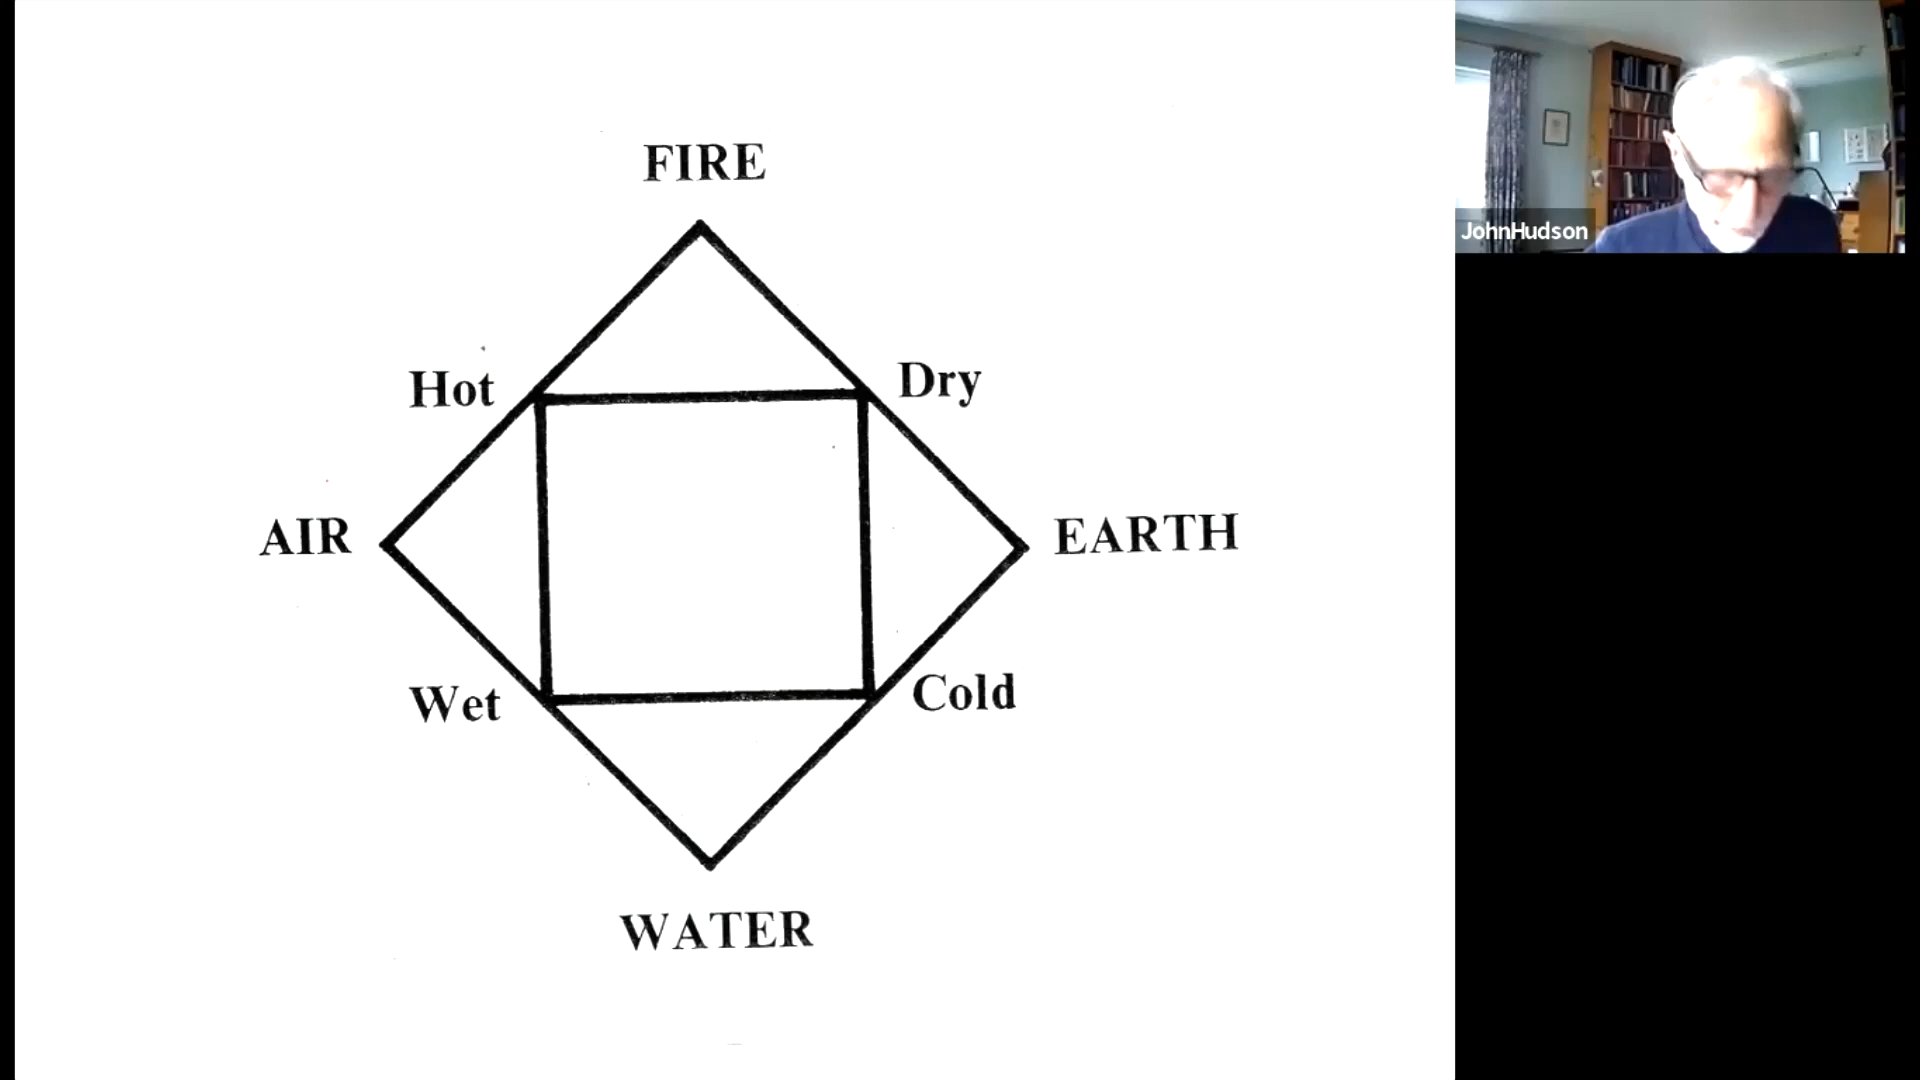 FIRE
Hot
Dry
AIR
EARTH
Wet
Cold
WATER
JohnHudson